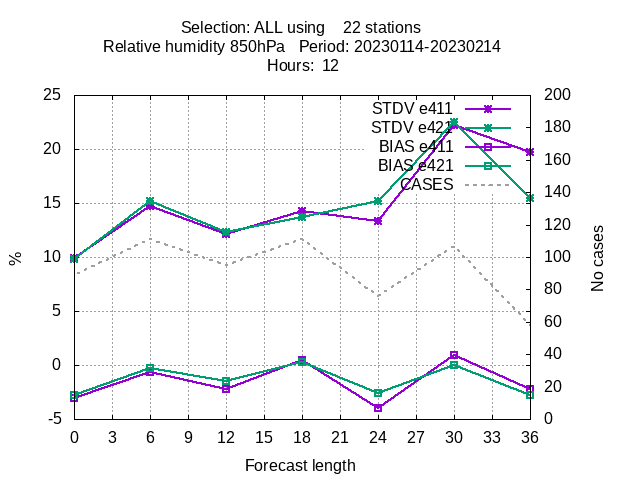 Selection: ALL using 22 stations
Relative humidity 850hPa Period: 20230114-20230214
Hours: 12
25
20
15
10
5
0
-5
%
200
180
160
140
120
100
80
60
40
20
0
No cases
STDV e411
STDV e421
BIAS e411
BIAS e421
CASES
0 3 6 9 12 15 18 21 24 27 30 33 36
Forecast length